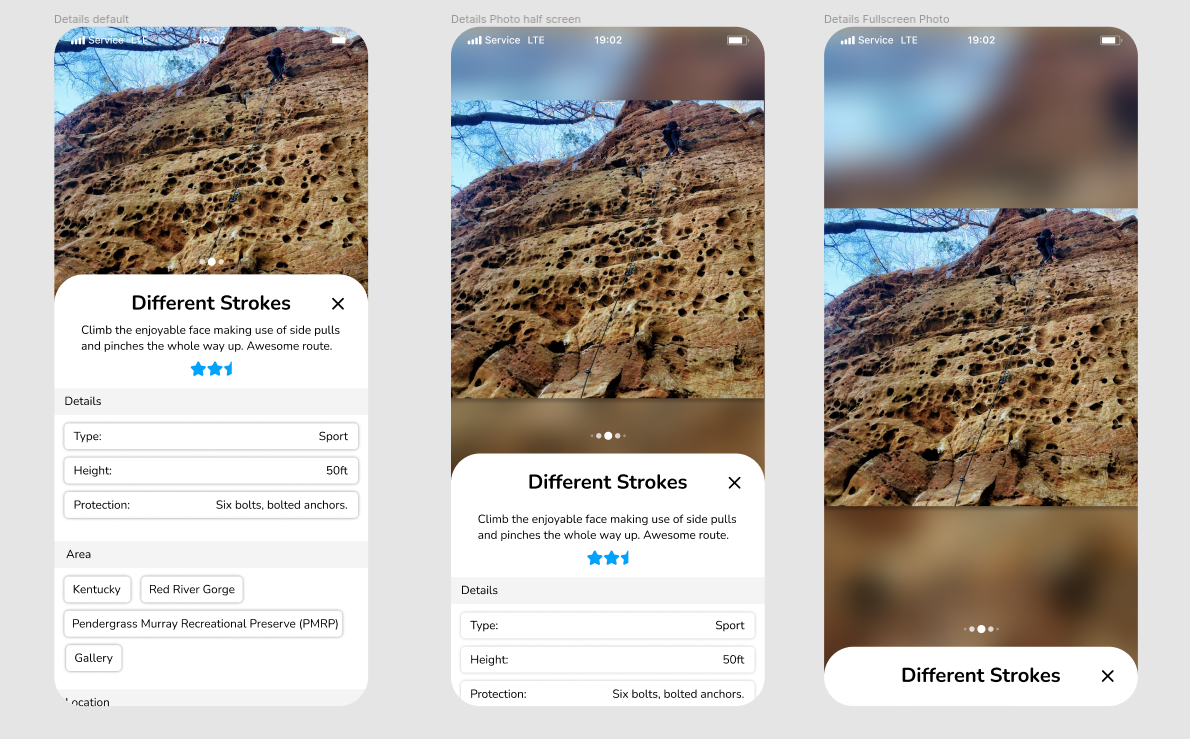 Details default
Service LTE 19:02
Different Strokes
Climb the enjoyable face making use of side pulls
and pinches the whole way up. Awesome route.
Details
Type: Sport
Height: 50ft
Protection: Six bolts, bolted anchors.
Area
Kentucky Red River Gorge
Pendergrass Murray Recreational Preserve (PMRP)
Gallery
Location
Details Photo half screen
Service LTE 19:02
Different Strokes
Climb the enjoyable face making use of side pulls
and pinches the whole way up. Awesome route.
Details
Type: Sport
Height: 50ft
Protection: Six bolts, bolted anchors.
Details Fullscreen Photo
Service LTE 19:02
Different Strokes